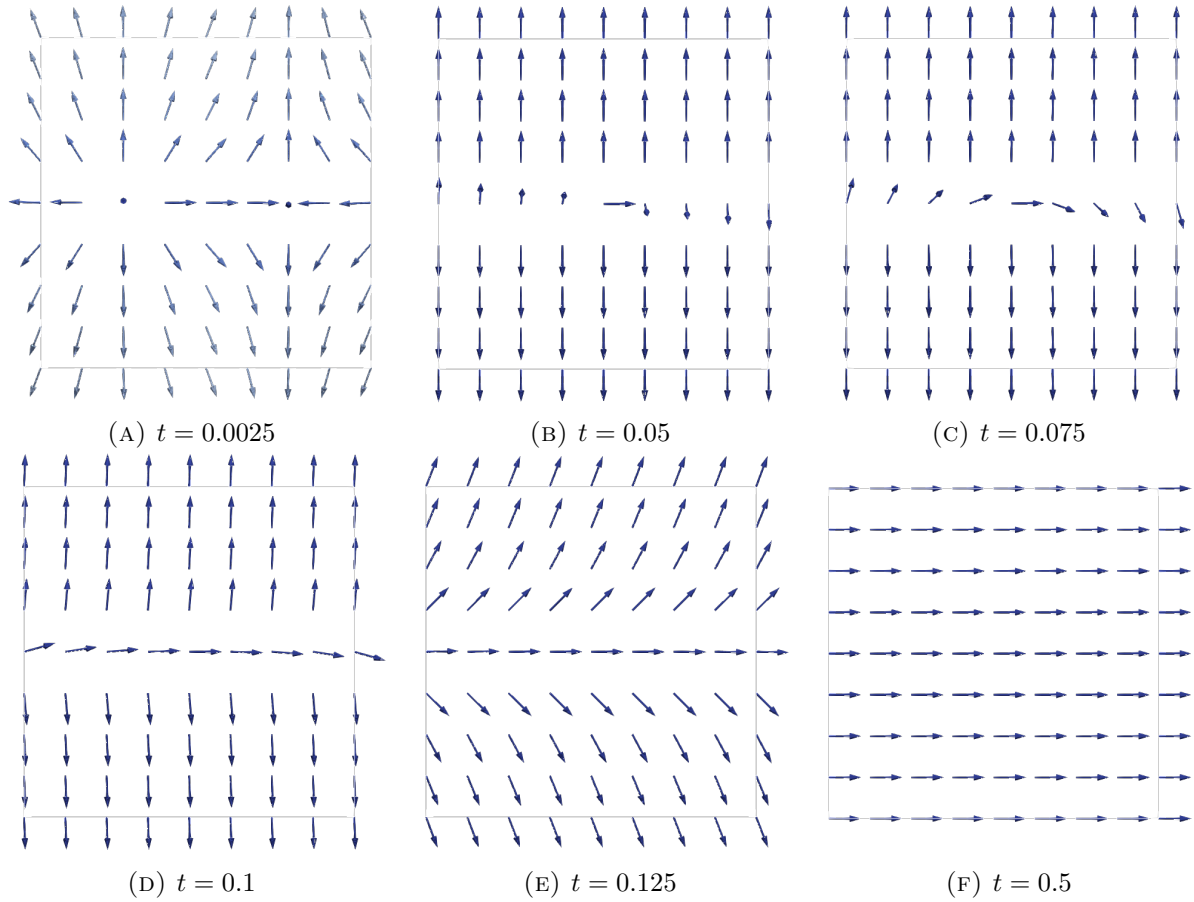 (A) t = 0.0025
(B) t = 0.05
(C) t = 0.075
(D) t = 0.1
(E) t = 0.125
(F) t = 0.5